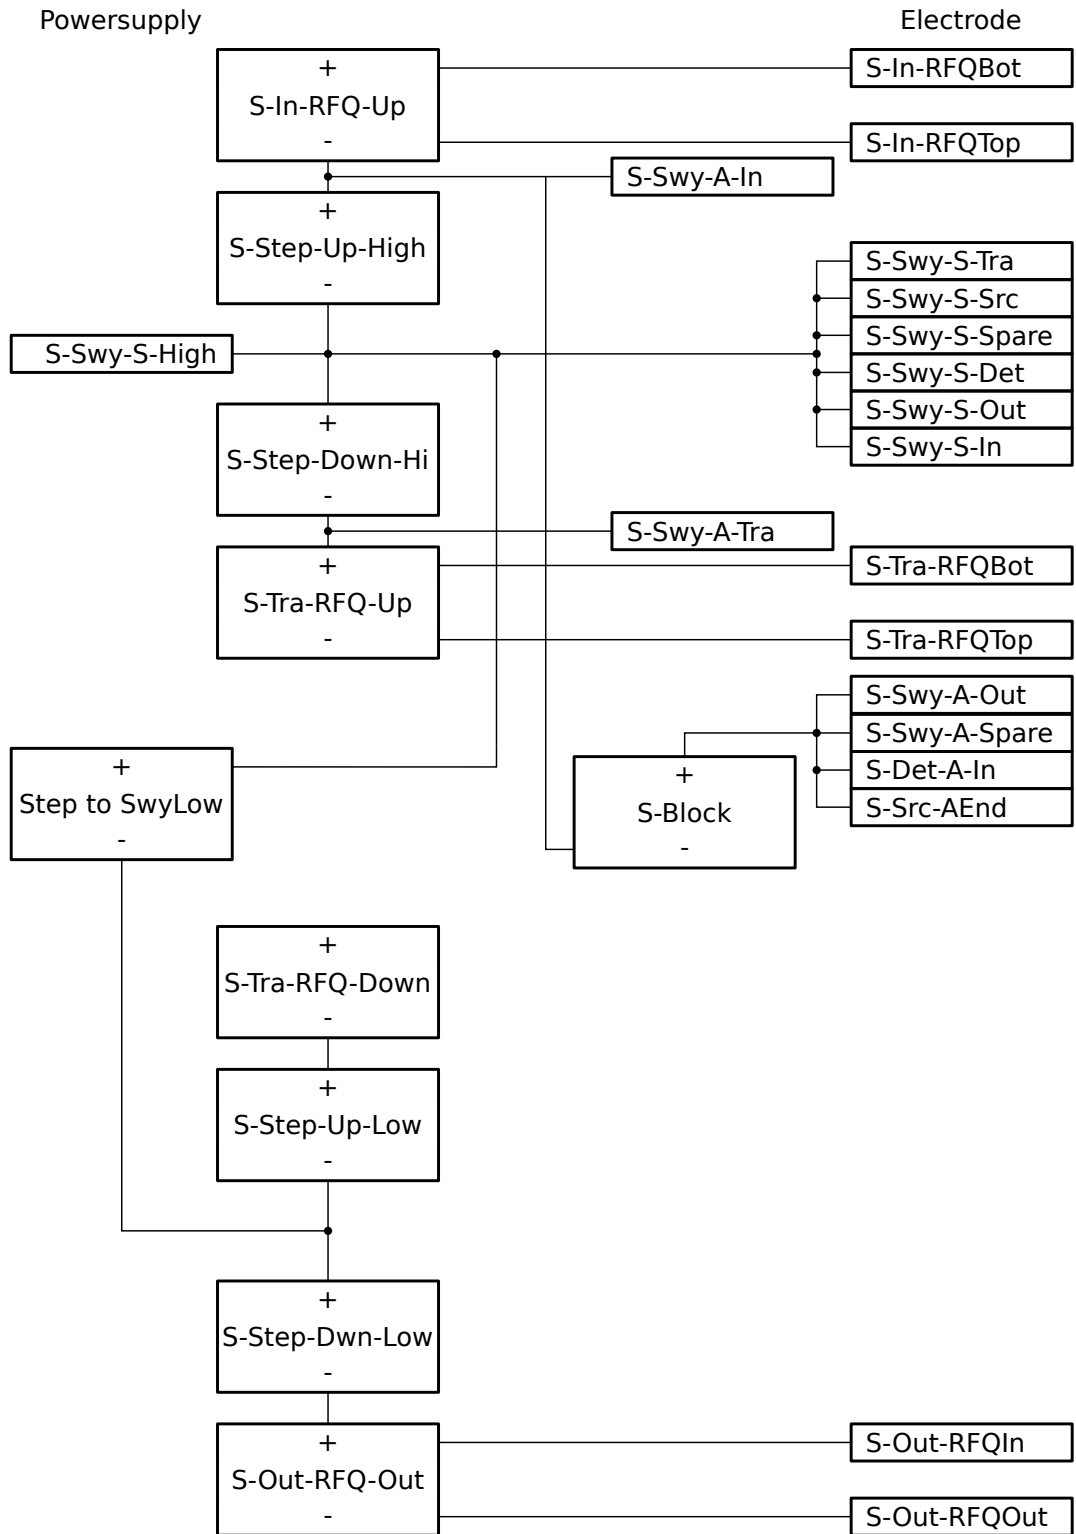 Powersupply
Electrode
+
S-In-RFQ-Up
-
S-In-RFQBot
S-In-RFQTop
S-Swy-A-In
+
S-Step-Up-High
-
S-Swy-S-Tra
S-Swy-S-Src
S-Swy-S-Spare
S-Swy-S-Det
S-Swy-S-Out
S-Swy-S-In
S-Swy-S-High
+
S-Step-Down-Hi
-
S-Swy-A-Tra
+
S-Tra-RFQ-Up
-
S-Tra-RFQBot
S-Tra-RFQTop
S-Swy-A-Out
S-Swy-A-Spare
S-Det-A-In
S-Src-AEnd
+
Step to SwyLow
-
+
S-Block
-
+
S-Tra-RFQ-Down
-
+
S-Step-Up-Low
-
+
S-Step-Dwn-Low
-
+
S-Out-RFQ-Out
-
S-Out-RFQIn
S-Out-RFQOut